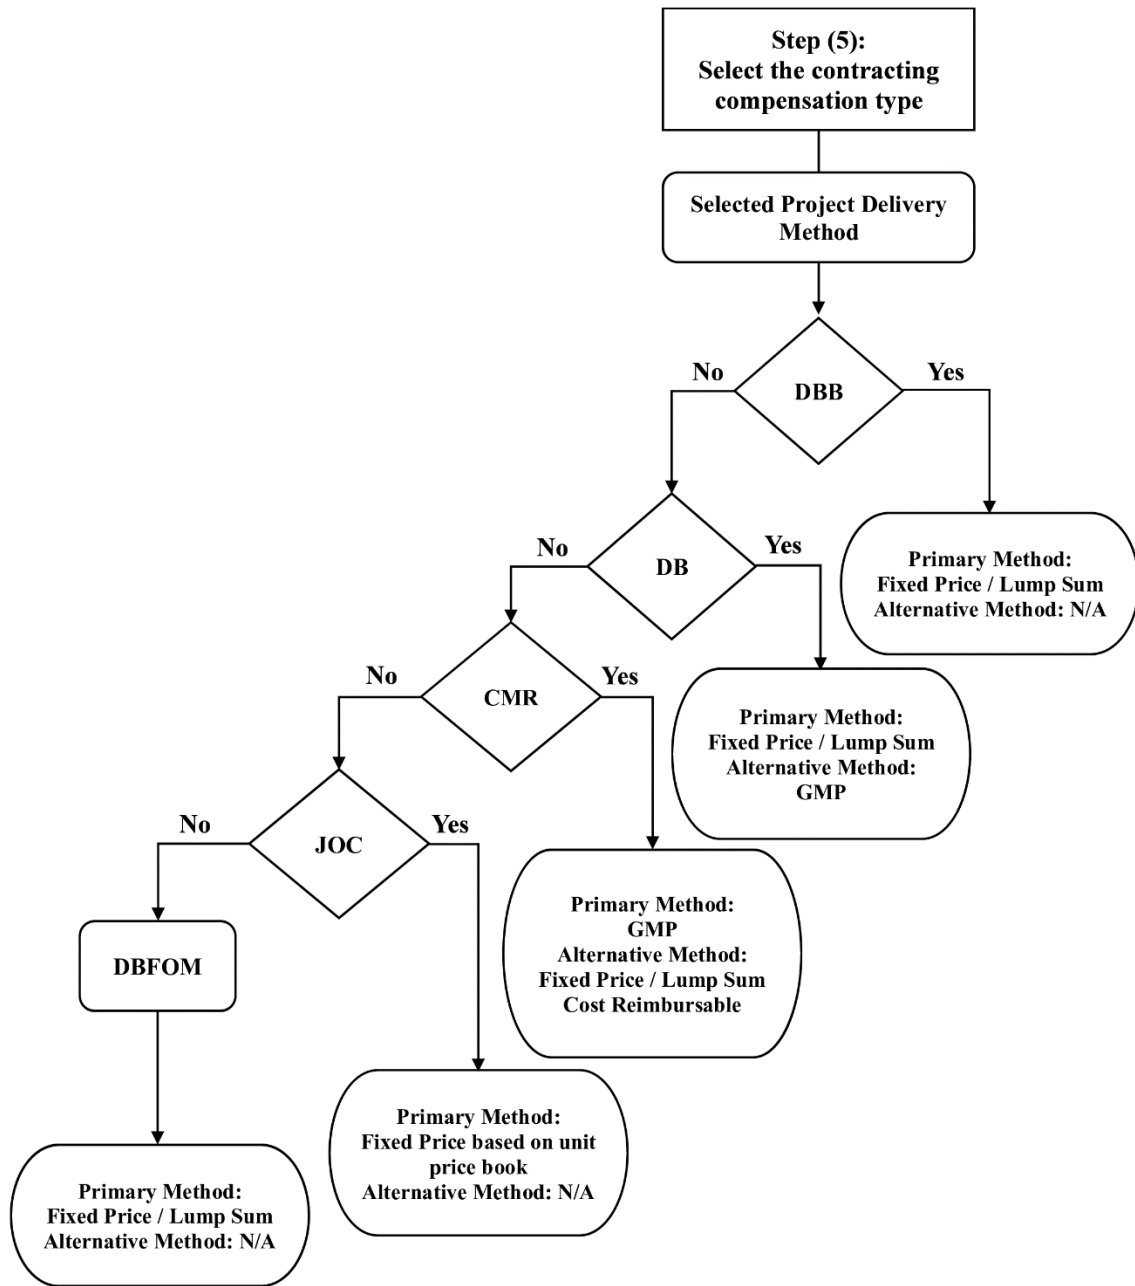 Step (5):
Select the contracting
compensation type
Selected Project Delivery
Method
No
Yes
DBB
No
Yes
DB
Primary Method:
Fixed Price / Lump Sum
Alternative Method: N/A
No
Yes
CMR
Primary Method:
Fixed Price / Lump Sum
Alternative Method:
GMP
No
Yes
JOC
Primary Method:
GMP
Alternative Method:
Fixed Price / Lump Sum
Cost Reimbursable
DBFOM
Primary Method:
Fixed Price based on unit
price book
Alternative Method: N/A
Primary Method:
Fixed Price / Lump Sum
Alternative Method: N/A